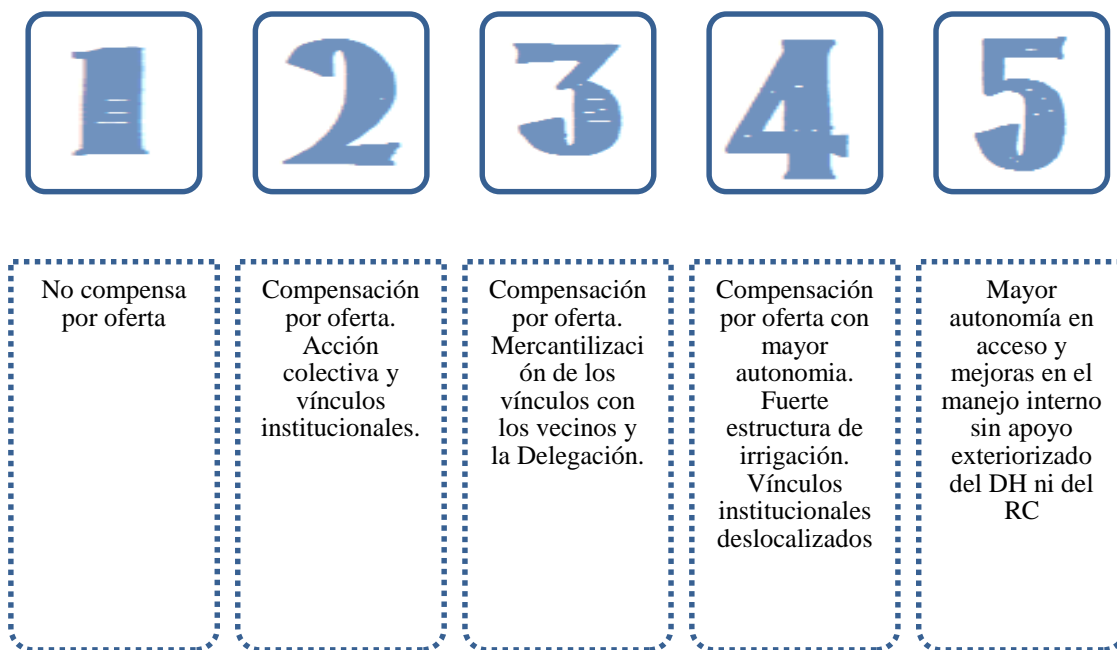 1
2
3
4
5
No compensa
por oferta
Compensación
por oferta.
Acción
colectiva y
vínculos
institucionales.
Compensación
por oferta.
Mercantilizaci
ón de los
vínculos con
los vecinos y
la Delegación.
Compensación
por oferta con
mayor
autonomia.
Fuerte
estructura de
irrigación.
Vínculos
institucionales
deslocalizados
Mayor
autonomía en
acceso y
mejoras en el
manejo interno
sin apoyo
exteriorizado
del DH ni del
RC